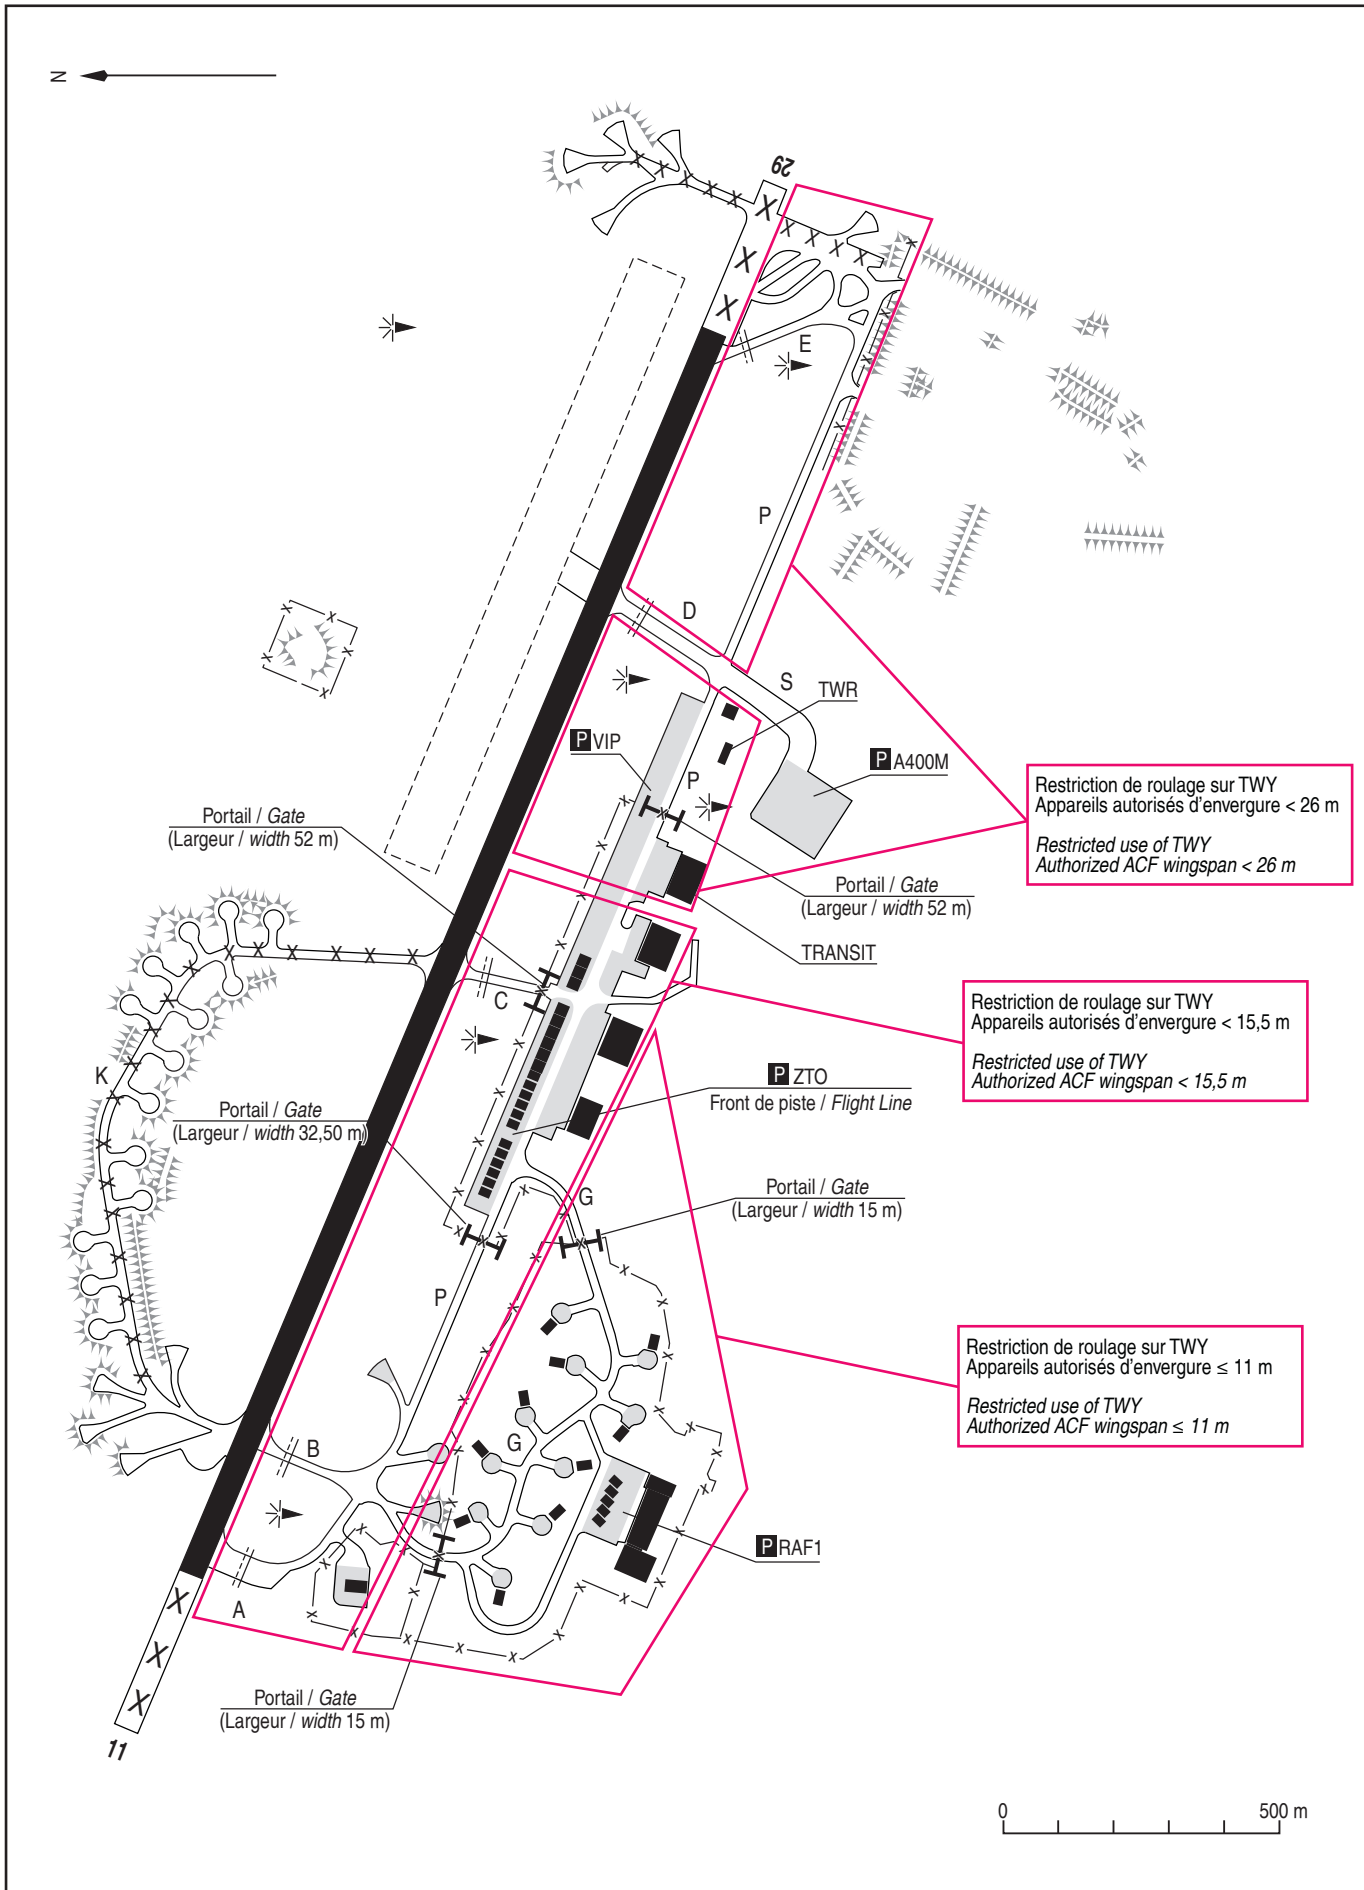 N
29
E
P
D
S
TWR
P VIP
P
P A400M
Restriction de roulage sur TWY
Appareils autorisés d'envergure < 26 m
Restricted use of TWY
Authorized ACF wingspan < 26 m
Portail / Gate
(Largeur / width 52 m)
Portail / Gate
(Largeur / width 52 m)
TRANSIT
C
Restriction de roulage sur TWY
Appareils autorisés d'envergure < 15,5 m
Restricted use of TWY
Authorized ACF wingspan < 15,5 m
K
P ZTO
Front de piste / Flight Line
Portail / Gate
(Largeur / width 32,50 m)
Portail / Gate
(Largeur / width 15 m)
G
P
Restriction de roulage sur TWY
Appareils autorisés d'envergure ≤ 11 m
Restricted use of TWY
Authorized ACF wingspan ≤ 11 m
G
B
P RAF1
A
Portail / Gate
(Largeur / width 15 m)
11
0 500 m